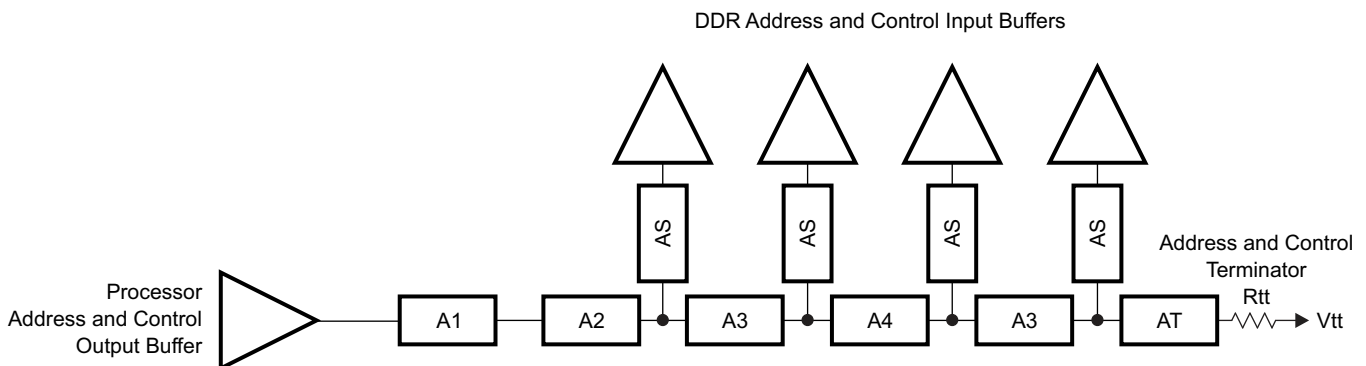 DDR Address and Control Input Buffers
AS
AS
AS
AS
Processor
Address and Control
Output Buffer
A1
A2
A3
A4
A3
AT
Address and Control
Terminator
Rtt
Vtt